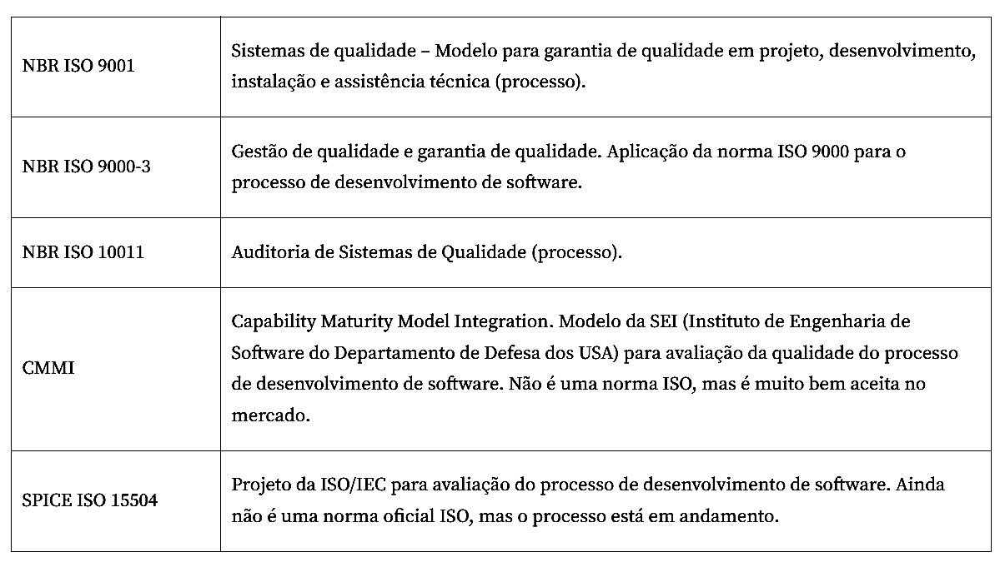 NBR ISO 9001
Sistemas de qualidade – Modelo para garantia de qualidade em projeto, desenvolvimento,
instalação e assistência técnica (processo).
NBR ISO 9000-3
Gestão de qualidade e garantia de qualidade. Aplicação da norma ISO 9000 para o
processo de desenvolvimento de software.
NBR ISO 10011
Auditoria de Sistemas de Qualidade (processo).
CMMI
Capability Maturity Model Integration. Modelo da SEI (Instituto de Engenharia de
Software do Departamento de Defesa dos USA) para avaliação da qualidade do processo
de desenvolvimento de software. Não é uma norma ISO, mas é muito bem aceita no
mercado.
SPICE ISO 15504
Projeto da ISO/IEC para avaliação do processo de desenvolvimento de software. Ainda
não é uma norma oficial ISO, mas o processo está em andamento.